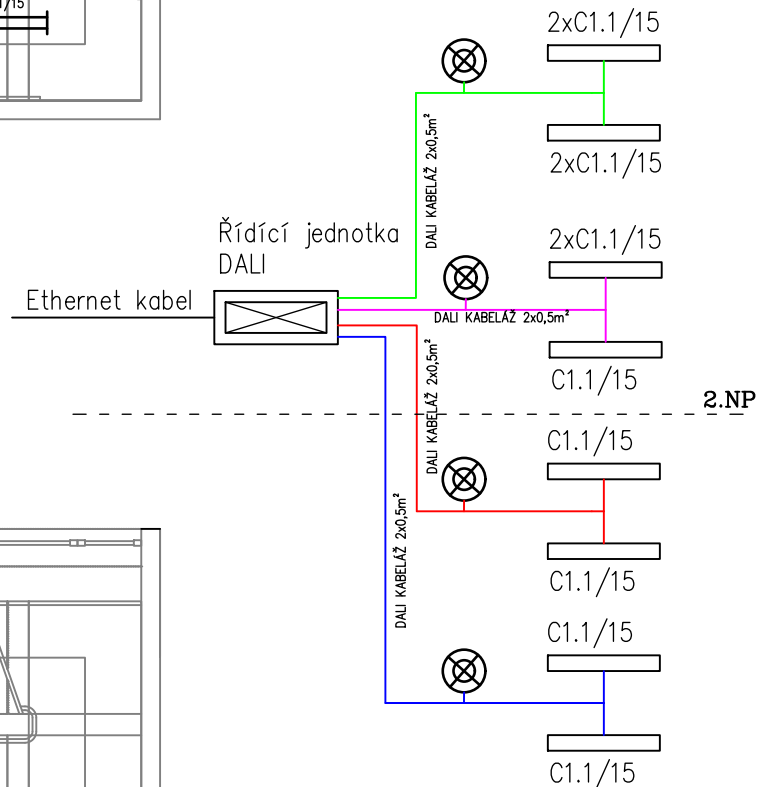 /15
2xC1.1/15
DALI KABELÁŽ 2x0,5m²
2xC1.1/15
Řídící jednotka
DALI
2xC1.1/15
Ethernet kabel
DALI KABELÁŽ 2x0,5m²
C1.1/15
DALI KABELÁŽ 2x0,5m²
2.NP
C1.1/15
DALI KABELÁŽ 2x0,5m²
C1.1/15
C1.1/15
C1.1/15